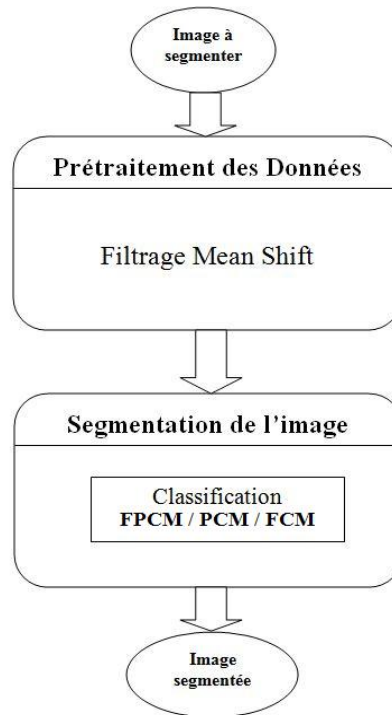 Image à
segmenter
Prétraitement des Données
Filtrage Mean Shift
Segmentation de l'image
Classification
FPCM / PCM / FCM
Image
segmentée